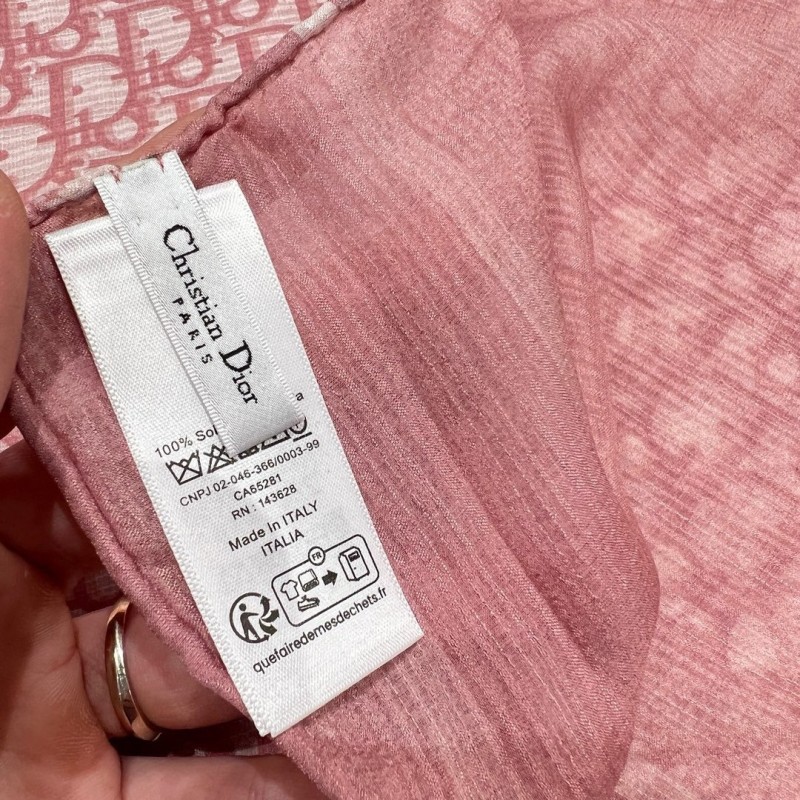 Christian Dior
PARIS
100%
CNPJ 02-046-366/0003-99
CA65281
RN : 143628
Made In ITALY
ITALIA
FR
quefairedemesdechets.fr